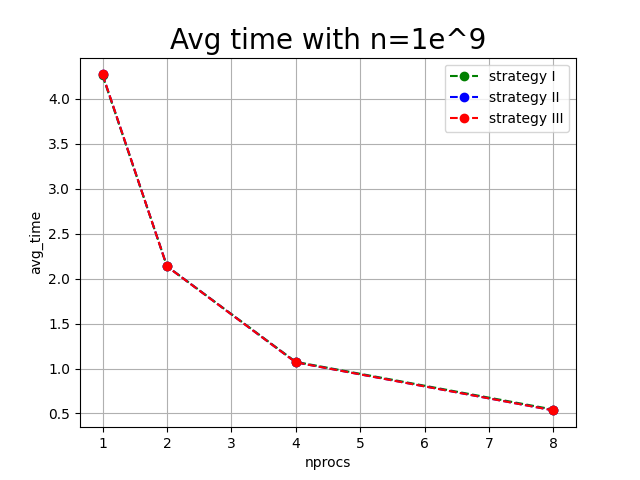 Avg time with n=1e^9
strategy I
strategy II
strategy III
avg_time
4.0
3.5
3.0
2.5
2.0
1.5
1.0
0.5
1 2 3 4 5 6 7 8
nprocs